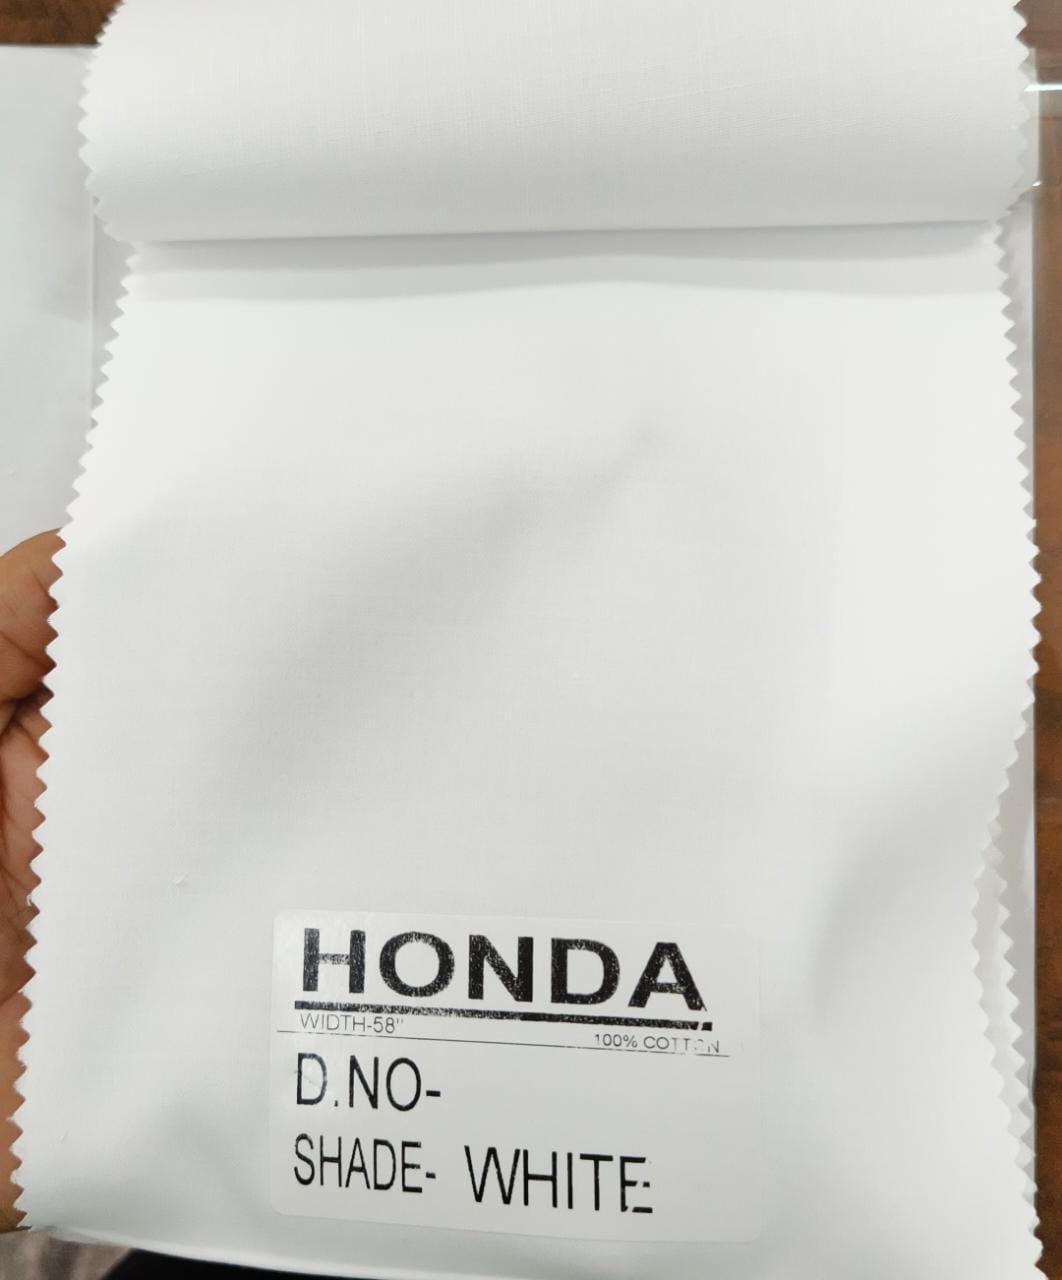 HONDA
WIDTH-58"
100% COTTON
D.NO-
SHADE- WHITE